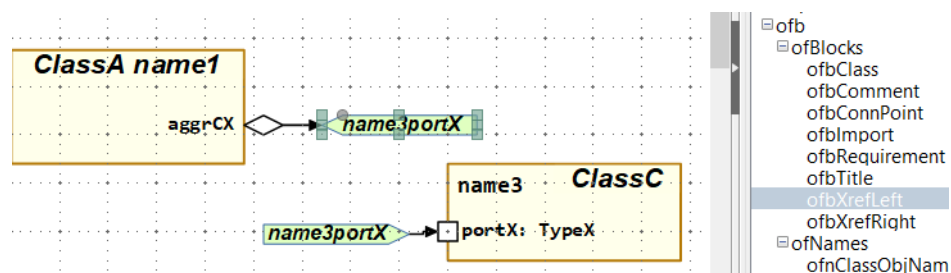 ClassA name1
aggrCX
name3portX
name3
ClassC
name3portX
portX: TypeX
ofb
ofBlocks
ofbClass
ofbComment
ofbConnPoint
ofbImport
ofbRequirement
ofbTitle
ofbXrefLeft
ofbXrefRight
ofNames
ofnClassObjNam